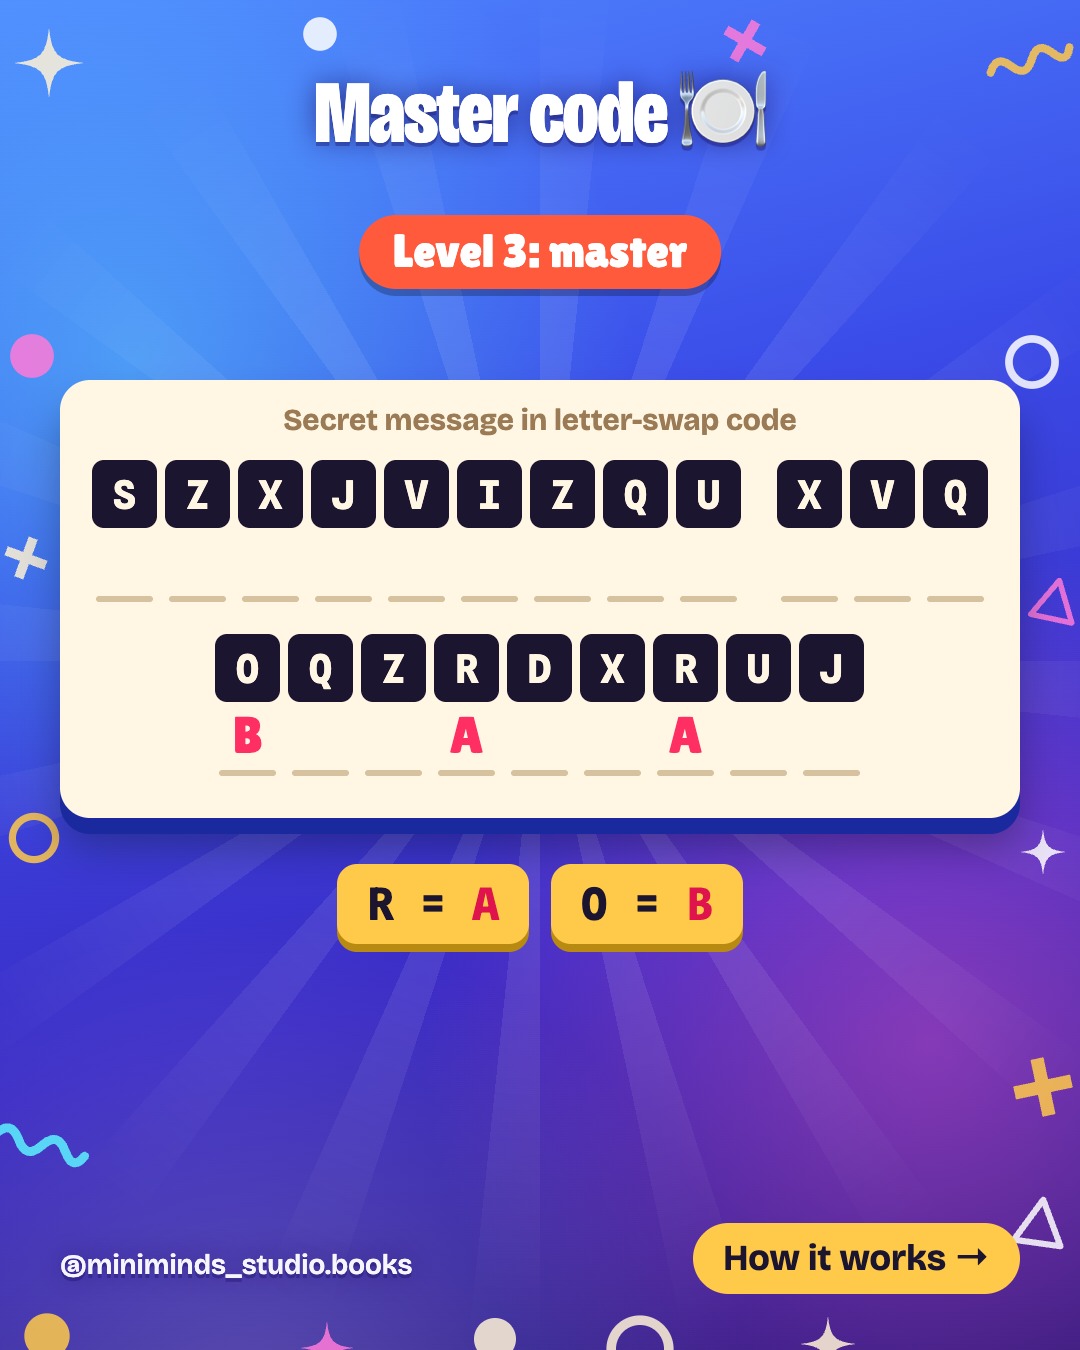 Master code
Level 3: master
Secret message in letter-swap code
S Z X J V I Z Q U X V Q
O Q Z R D X R U J
B A A
R = A O = B
@miniminds_studio.books
How it works →